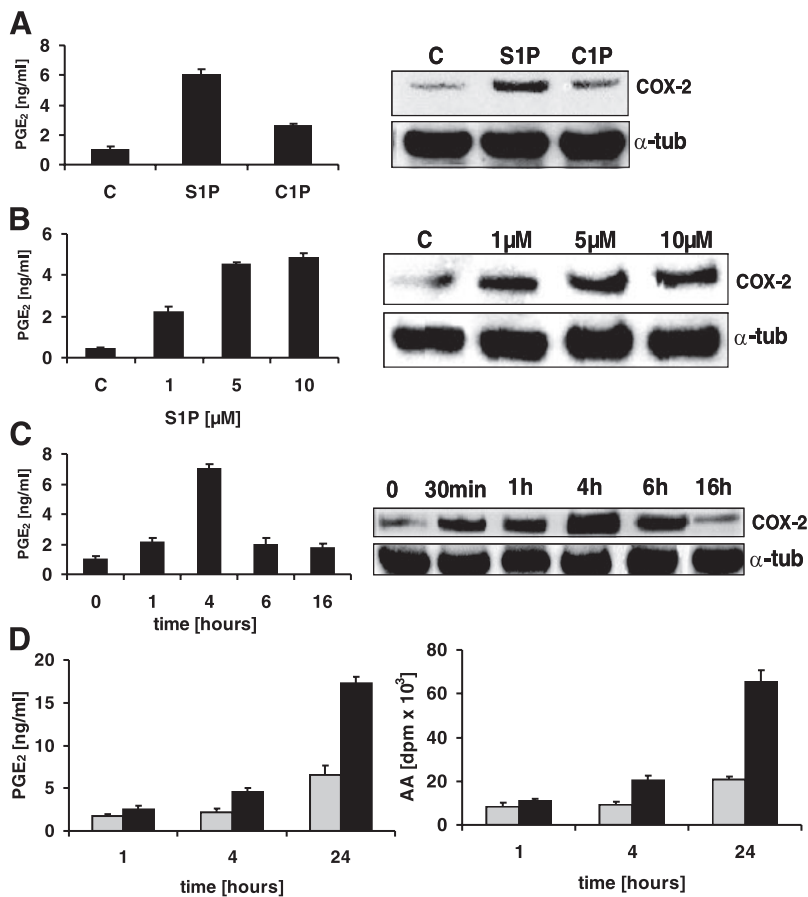 A
PGE₂ [ng/ml]
8
6
4
2
0
C S1P C1P
C S1P C1P
COX-2
α-tub
B
PGE₂ [ng/ml]
6
4
2
0
C 1 5 10
S1P [µM]
C 1µM 5µM 10µM
COX-2
α-tub
C
PGE₂ [ng/ml]
8
6
4
2
0
0 1 4 6 16
time [hours]
0 30min 1h 4h 6h 16h
COX-2
α-tub
D
PGE₂ [ng/ml]
20
15
10
5
0
1 4 24
time [hours]
AA [dpm x 10³]
80
60
40
20
0
1 4 24
time [hours]